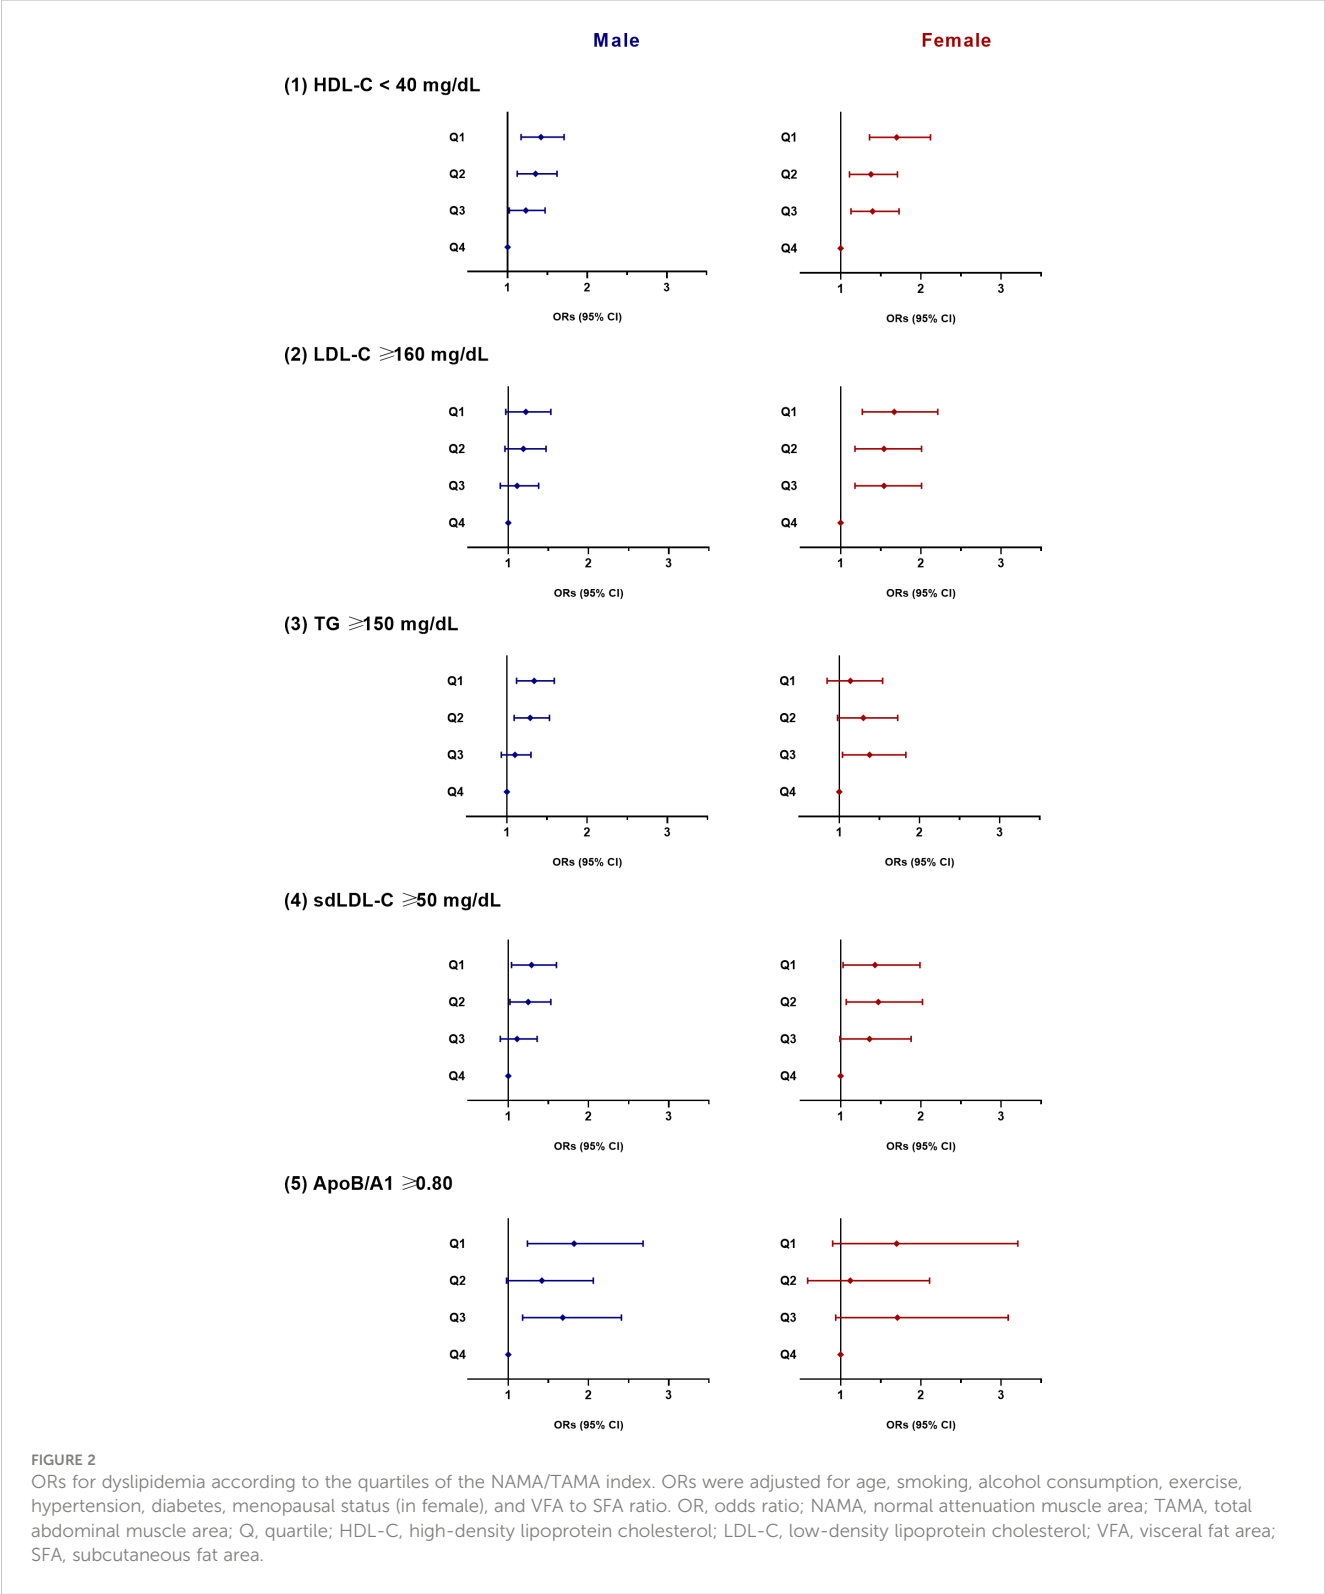 Male Female
(1) HDL-C < 40 mg/dL
Q1 Q1
Q2 Q2
Q3 Q3
Q4 Q4
1 2 3 1 2 3
ORs (95% CI) ORs (95% CI)
(2) LDL-C ⩾160 mg/dL
Q1 Q1
Q2 Q2
Q3 Q3
Q4 Q4
1 2 3 1 2 3
ORs (95% CI) ORs (95% CI)
(3) TG ⩾150 mg/dL
Q1 Q1
Q2 Q2
Q3 Q3
Q4 Q4
1 2 3 1 2 3
ORs (95% CI) ORs (95% CI)
(4) sdLDL-C ⩾50 mg/dL
Q1 Q1
Q2 Q2
Q3 Q3
Q4 Q4
1 2 3 1 2 3
ORs (95% CI) ORs (95% CI)
(5) ApoB/A1 ⩾0.80
Q1 Q1
Q2 Q2
Q3 Q3
Q4 Q4
1 2 3 1 2 3
ORs (95% CI) ORs (95% CI)
FIGURE 2
ORs for dyslipidemia according to the quartiles of the NAMA/TAMA index. ORs were adjusted for age, smoking, alcohol consumption, exercise,
hypertension, diabetes, menopausal status (in female), and VFA to SFA ratio. OR, odds ratio; NAMA, normal attenuation muscle area; TAMA, total
abdominal muscle area; Q, quartile; HDL-C, high-density lipoprotein cholesterol; LDL-C, low-density lipoprotein cholesterol; VFA, visceral fat area;
SFA, subcutaneous fat area.